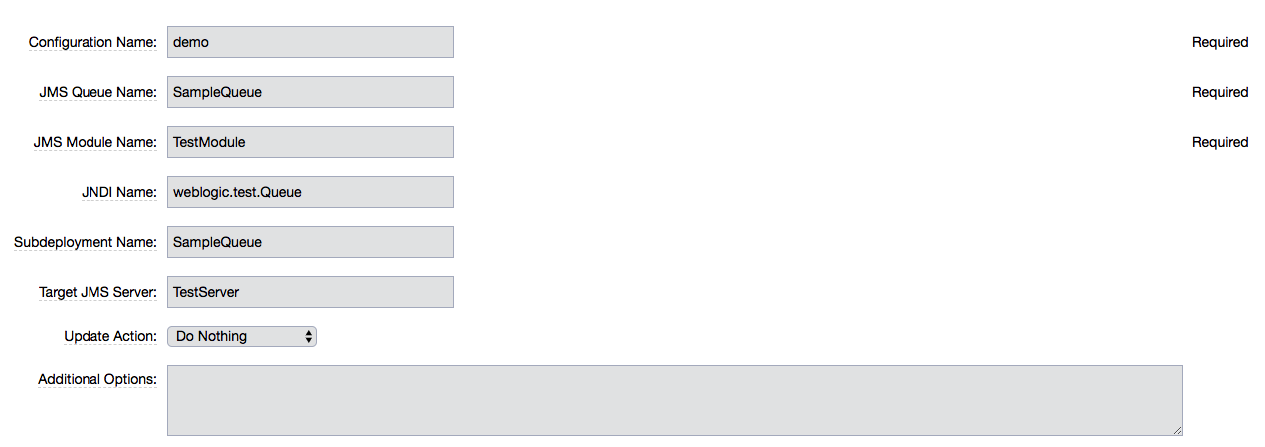 Configuration Name: demo Required
JMS Queue Name: SampleQueue Required
JMS Module Name: TestModule Required
JNDI Name: weblogic.test.Queue
Subdeployment Name: SampleQueue
Target JMS Server: TestServer
Update Action: Do Nothing
Additional Options: